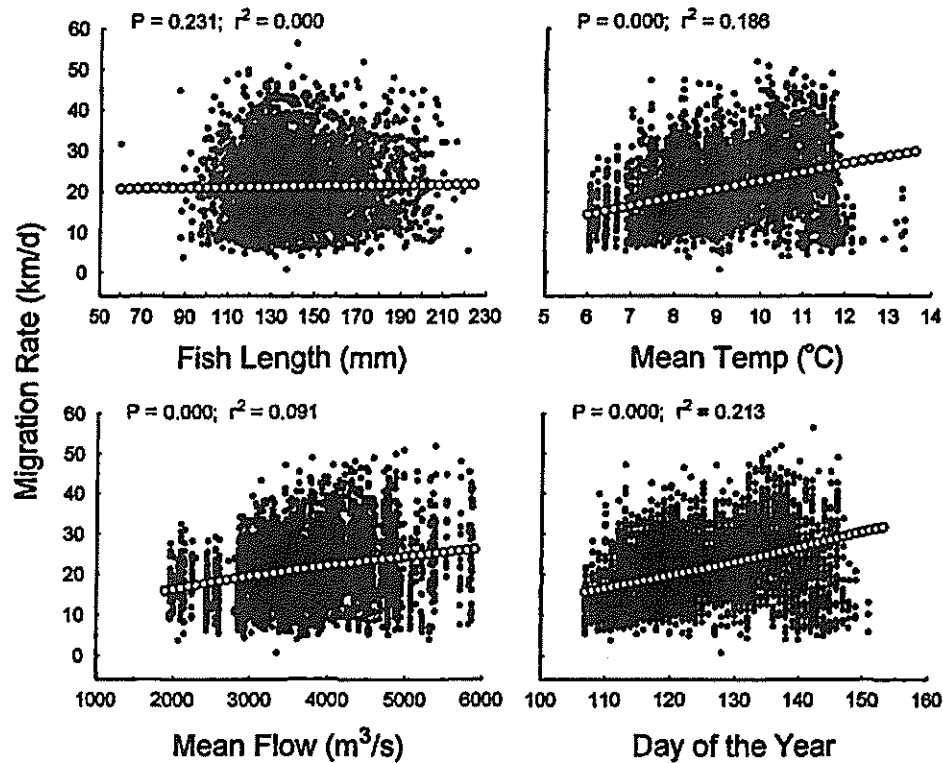 P = 0.231; r² = 0.000
P = 0.000; r² = 0.186
Migration Rate (km/d)
60
50
40
30
20
10
0
50 70 90 110 130 150 170 190 210 230
5 6 7 8 9 10 11 12 13 14
Fish Length (mm)
Mean Temp (°C)
P = 0.000; r² = 0.091
P = 0.000; r² = 0.213
60
50
40
30
20
10
0
1000 2000 3000 4000 5000 6000
100 110 120 130 140 150 160
Mean Flow (m³/s)
Day of the Year